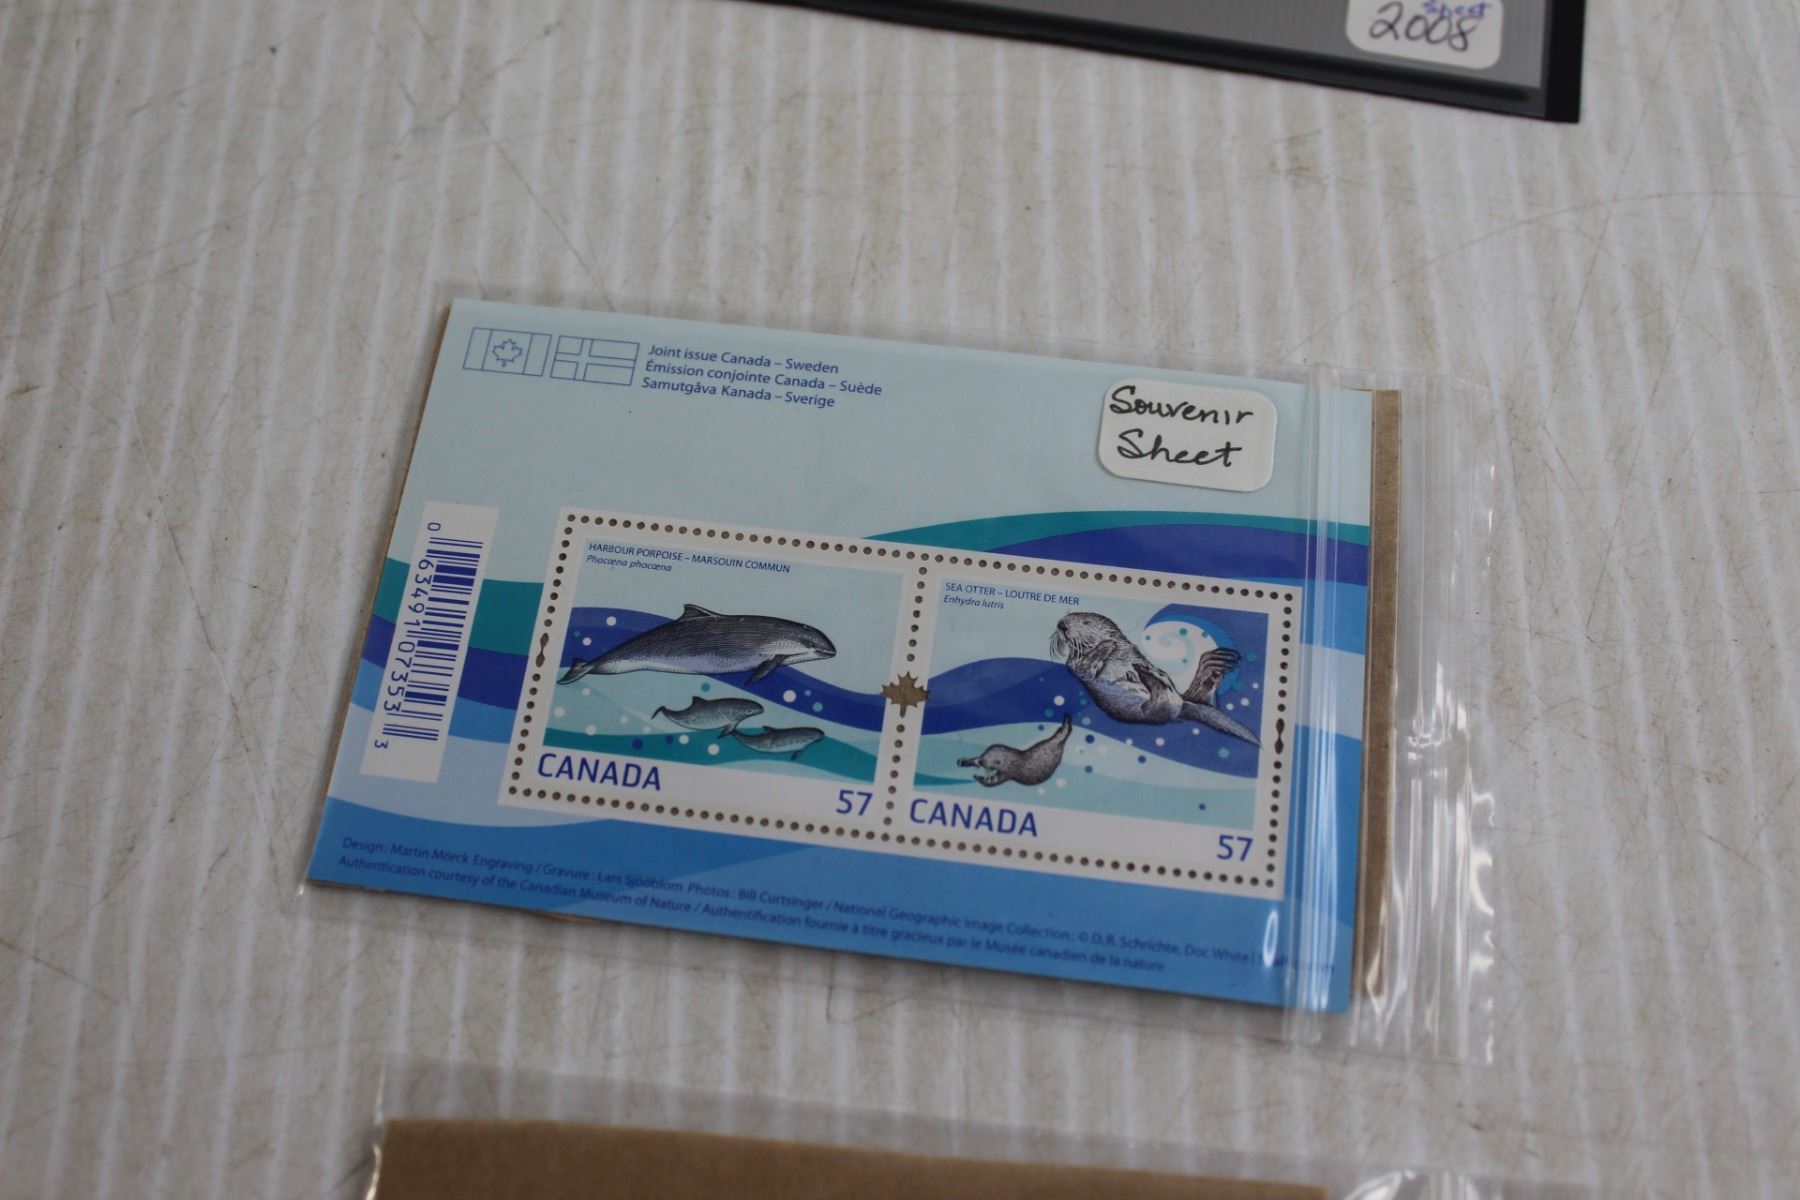 Sheet
2008
Joint issue Canada – Sweden
Émission conjointe Canada – Suède
Samutgåva Kanada – Sverige
Souvenir
Sheet
0 63491 07353 3
HARBOUR PORPOISE – MARSOUIN COMMUN
Phocœna phocœna
CANADA
57
SEA OTTER – LOUTRE DE MER
Enhydra lutris
CANADA
57
Design : Martin Mörck Engraving / Gravure : Lars Sjööblom Photos : Bill Curtsinger / National Geographic Image Collection ; © D. R. Schrichte, Doc White |
Authentication courtesy of the Canadian Museum of Nature / Authentification fournie à titre gracieux par le Musée canadien de la nature